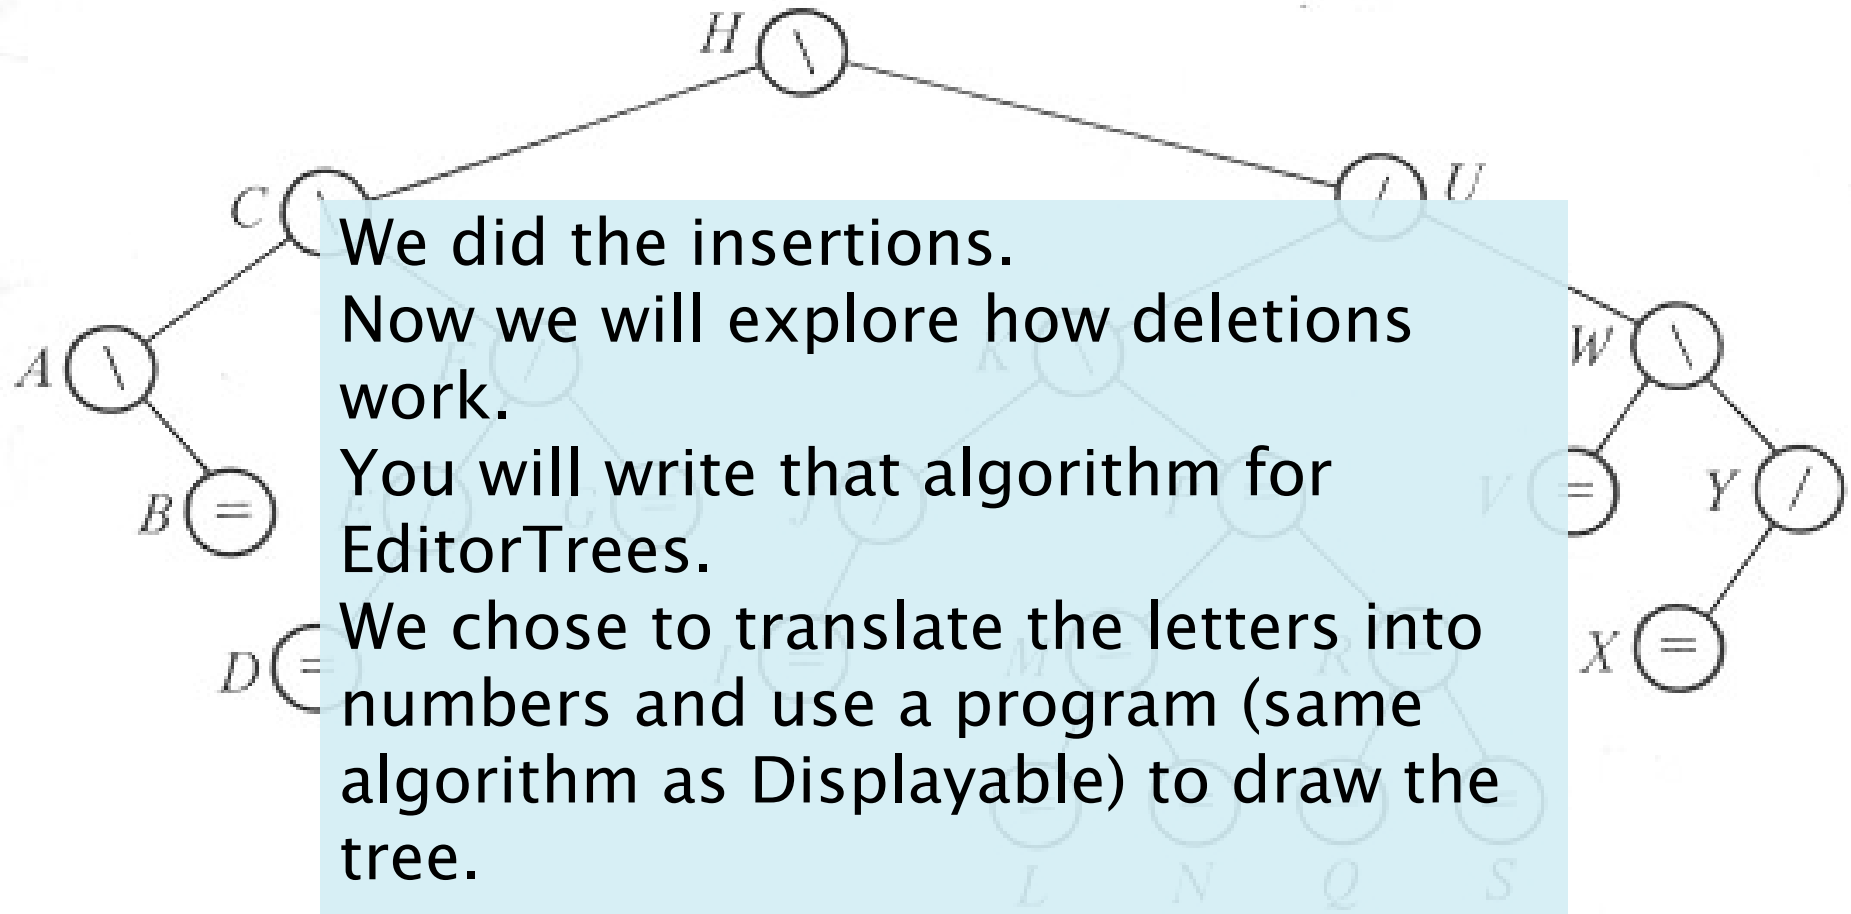 H \
C \ / U
We did the insertions.
Now we will explore how deletions
work.
A \ F / K \ W \
You will write that algorithm for
EditorTrees.
B = E / G = J / P = V = Y /
We chose to translate the letters into
numbers and use a program (same
algorithm as Displayable) to draw the
tree.
D = I = M = R = X =
= = = =
L N Q S